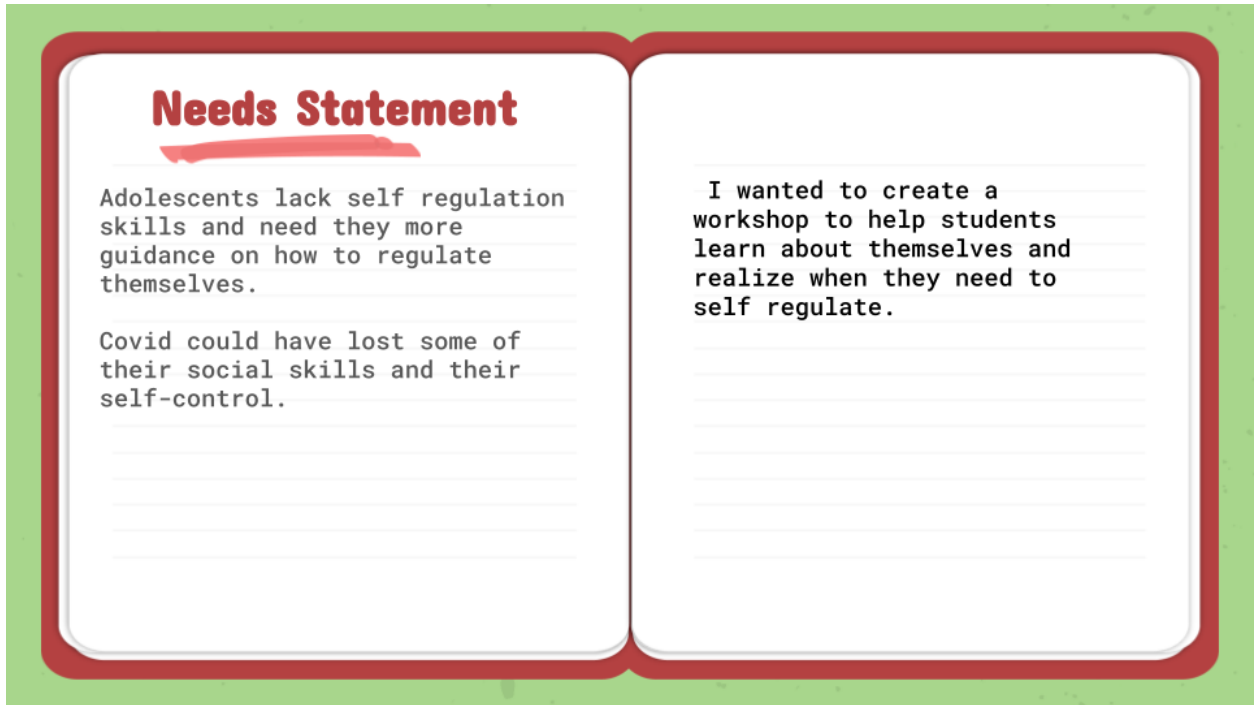 Needs Statement
Adolescents lack self regulation
skills and need they more
guidance on how to regulate
themselves.
Covid could have lost some of
their social skills and their
self-control.
I wanted to create a
workshop to help students
learn about themselves and
realize when they need to
self regulate.